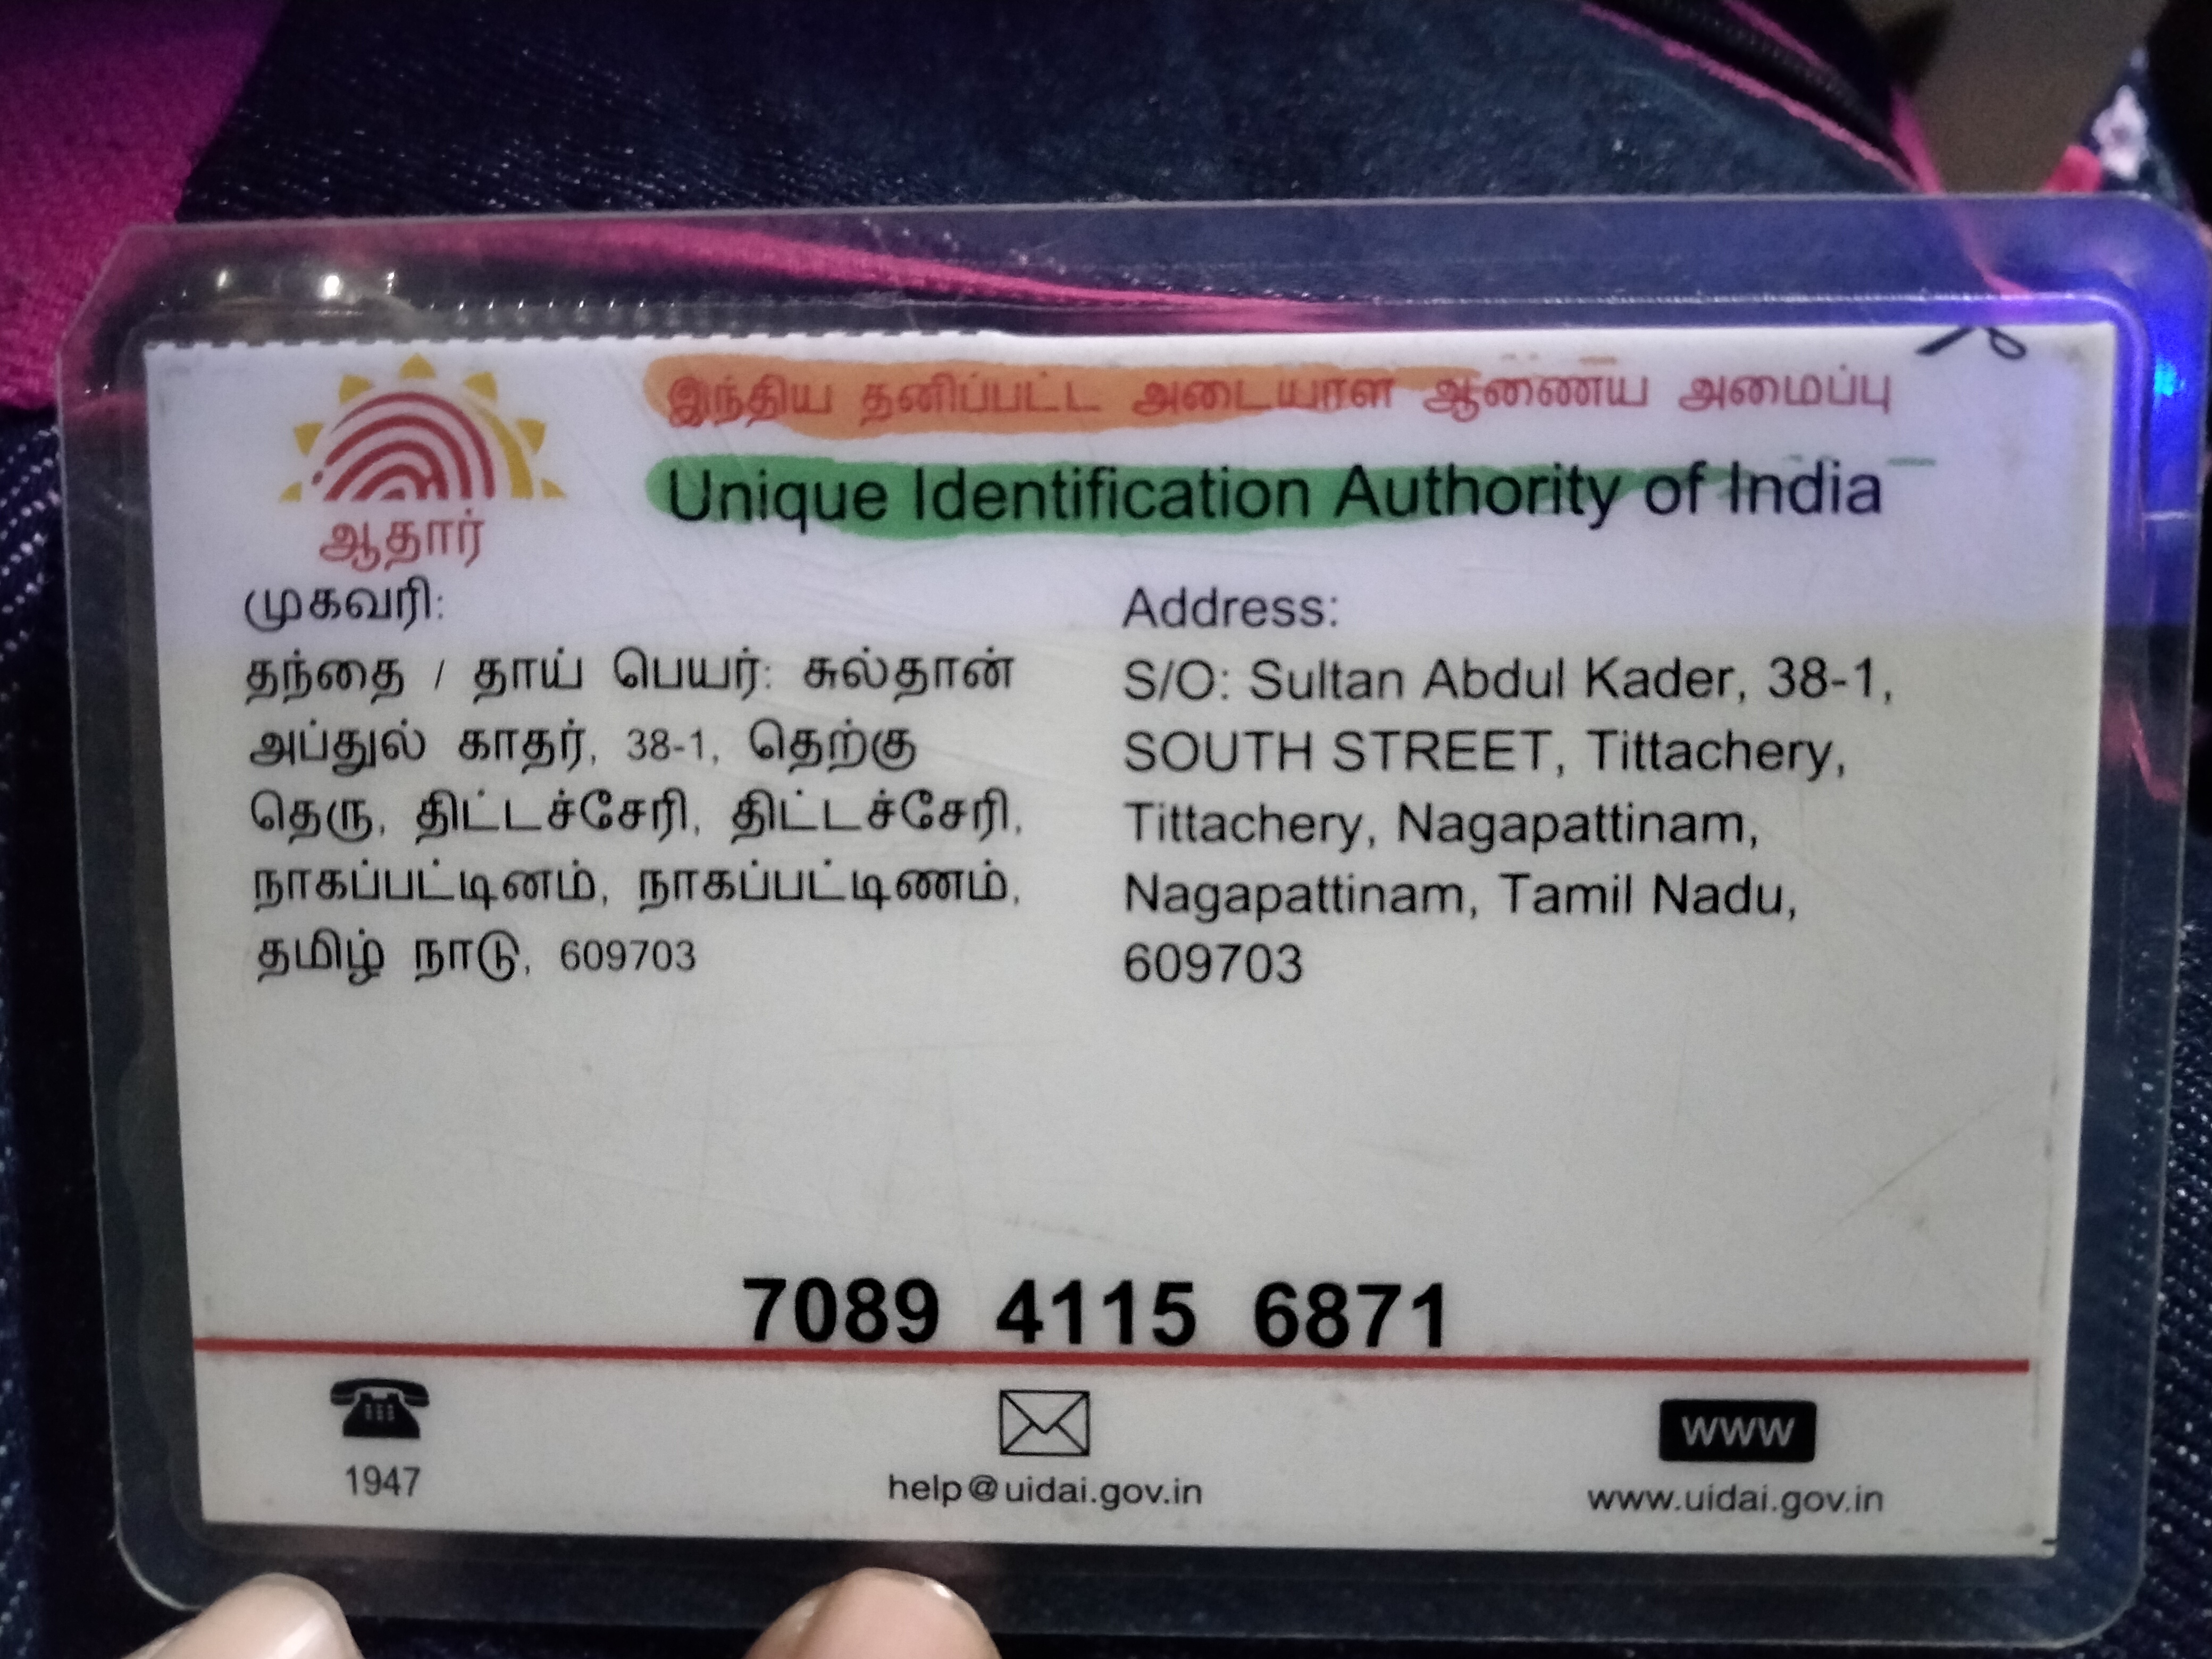 இந்திய தனிப்பட்ட அடையாள ஆணைய அமைப்பு
Unique Identification Authority of India
ஆதார்
முகவரி:
தந்தை / தாய் பெயர்: சுல்தான்
அப்துல் காதர், 38-1, தெற்கு
தெரு, திட்டச்சேரி, திட்டச்சேரி,
நாகப்பட்டினம், நாகப்பட்டிணம்,
தமிழ் நாடு, 609703
Address:
S/O: Sultan Abdul Kader, 38-1,
SOUTH STREET, Tittachery,
Tittachery, Nagapattinam,
Nagapattinam, Tamil Nadu,
609703
7089 4115 6871
1947
help@uidai.gov.in
www
www.uidai.gov.in